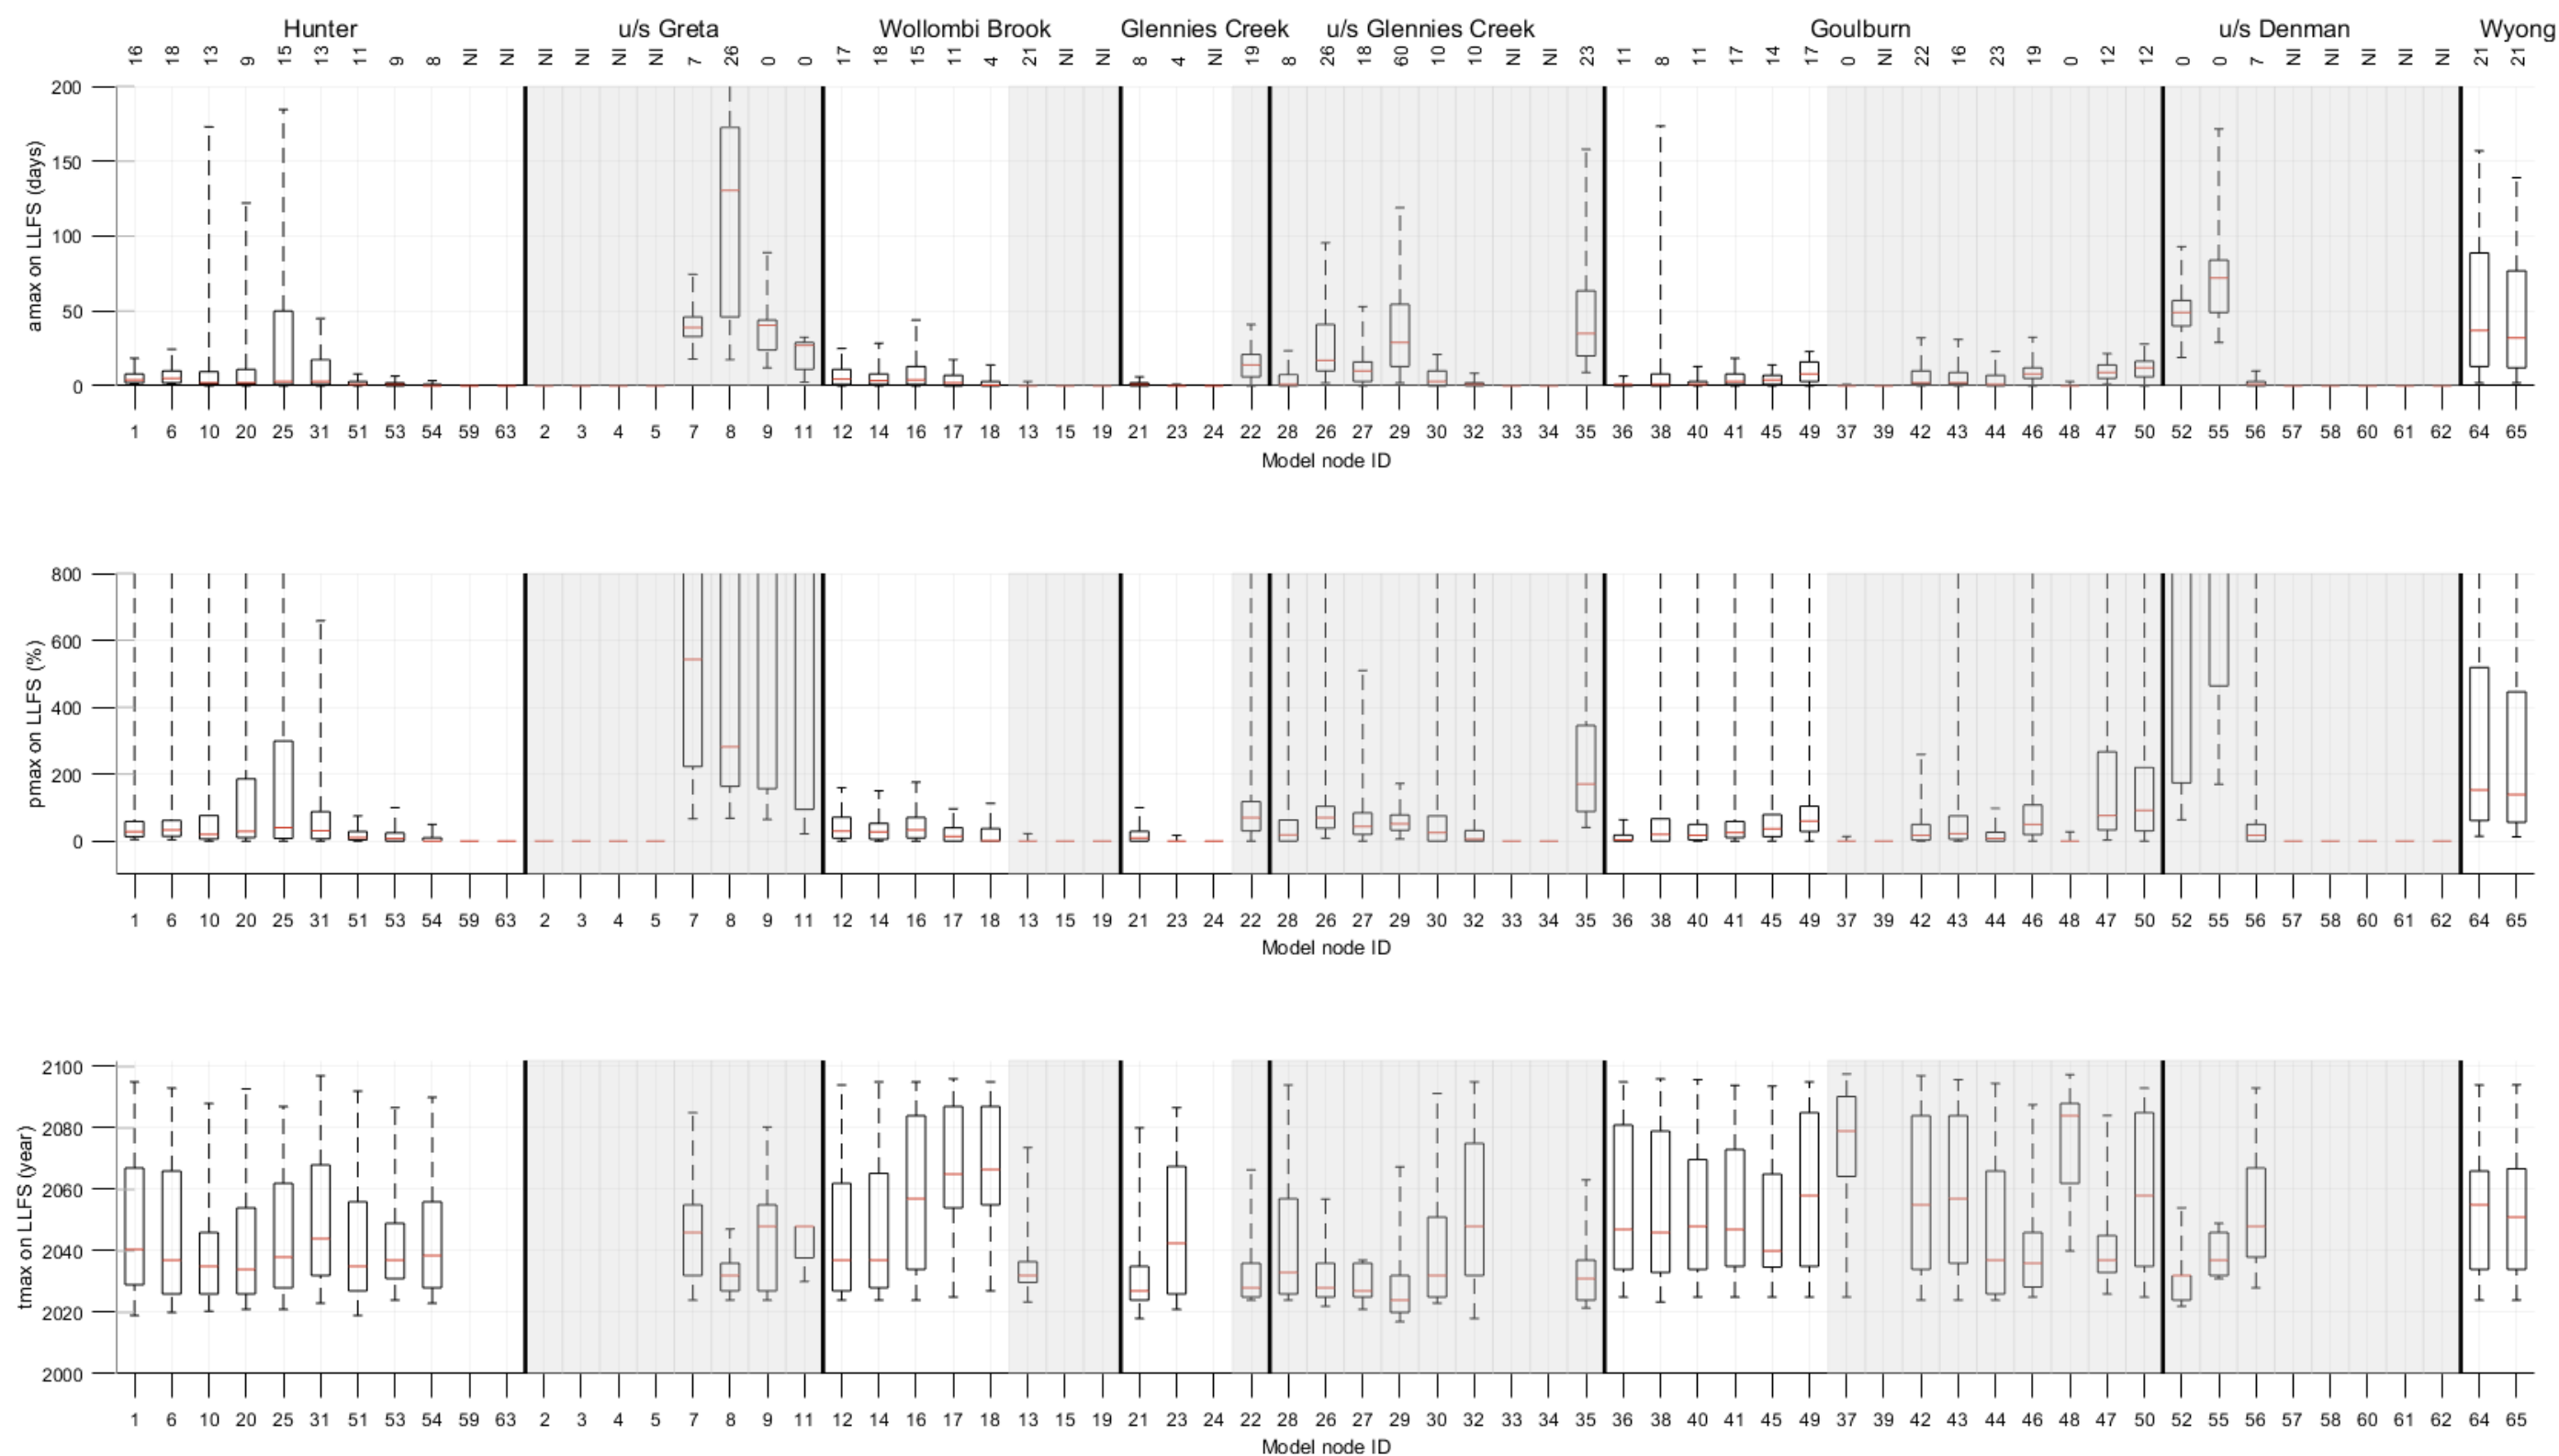 Hunter u/s Greta Wollombi Brook Glennies Creek u/s Glennies Creek Goulburn u/s Denman Wyong
16 18 13 9 15 13 11 9 8 NI NI NI NI NI NI 7 26 0 0 17 18 15 11 4 21 NI NI 8 4 NI 19 8 26 18 60 10 10 NI NI 23 11 8 11 17 14 17 0 NI 22 16 23 19 0 12 12 0 0 7 NI NI NI NI NI 21 21
amax on LLFS (days)
200
150
100
50
0
1 6 10 20 25 31 51 53 54 59 63 2 3 4 5 7 8 9 11 12 14 16 17 18 13 15 19 21 23 24 22 28 26 27 29 30 32 33 34 35 36 38 40 41 45 49 37 39 42 43 44 46 48 47 50 52 55 56 57 58 60 61 62 64 65
Model node ID
pmax on LLFS (%)
800
600
400
200
0
1 6 10 20 25 31 51 53 54 59 63 2 3 4 5 7 8 9 11 12 14 16 17 18 13 15 19 21 23 24 22 28 26 27 29 30 32 33 34 35 36 38 40 41 45 49 37 39 42 43 44 46 48 47 50 52 55 56 57 58 60 61 62 64 65
Model node ID
tmax on LLFS (year)
2100
2080
2060
2040
2020
2000
1 6 10 20 25 31 51 53 54 59 63 2 3 4 5 7 8 9 11 12 14 16 17 18 13 15 19 21 23 24 22 28 26 27 29 30 32 33 34 35 36 38 40 41 45 49 37 39 42 43 44 46 48 47 50 52 55 56 57 58 60 61 62 64 65
Model node ID